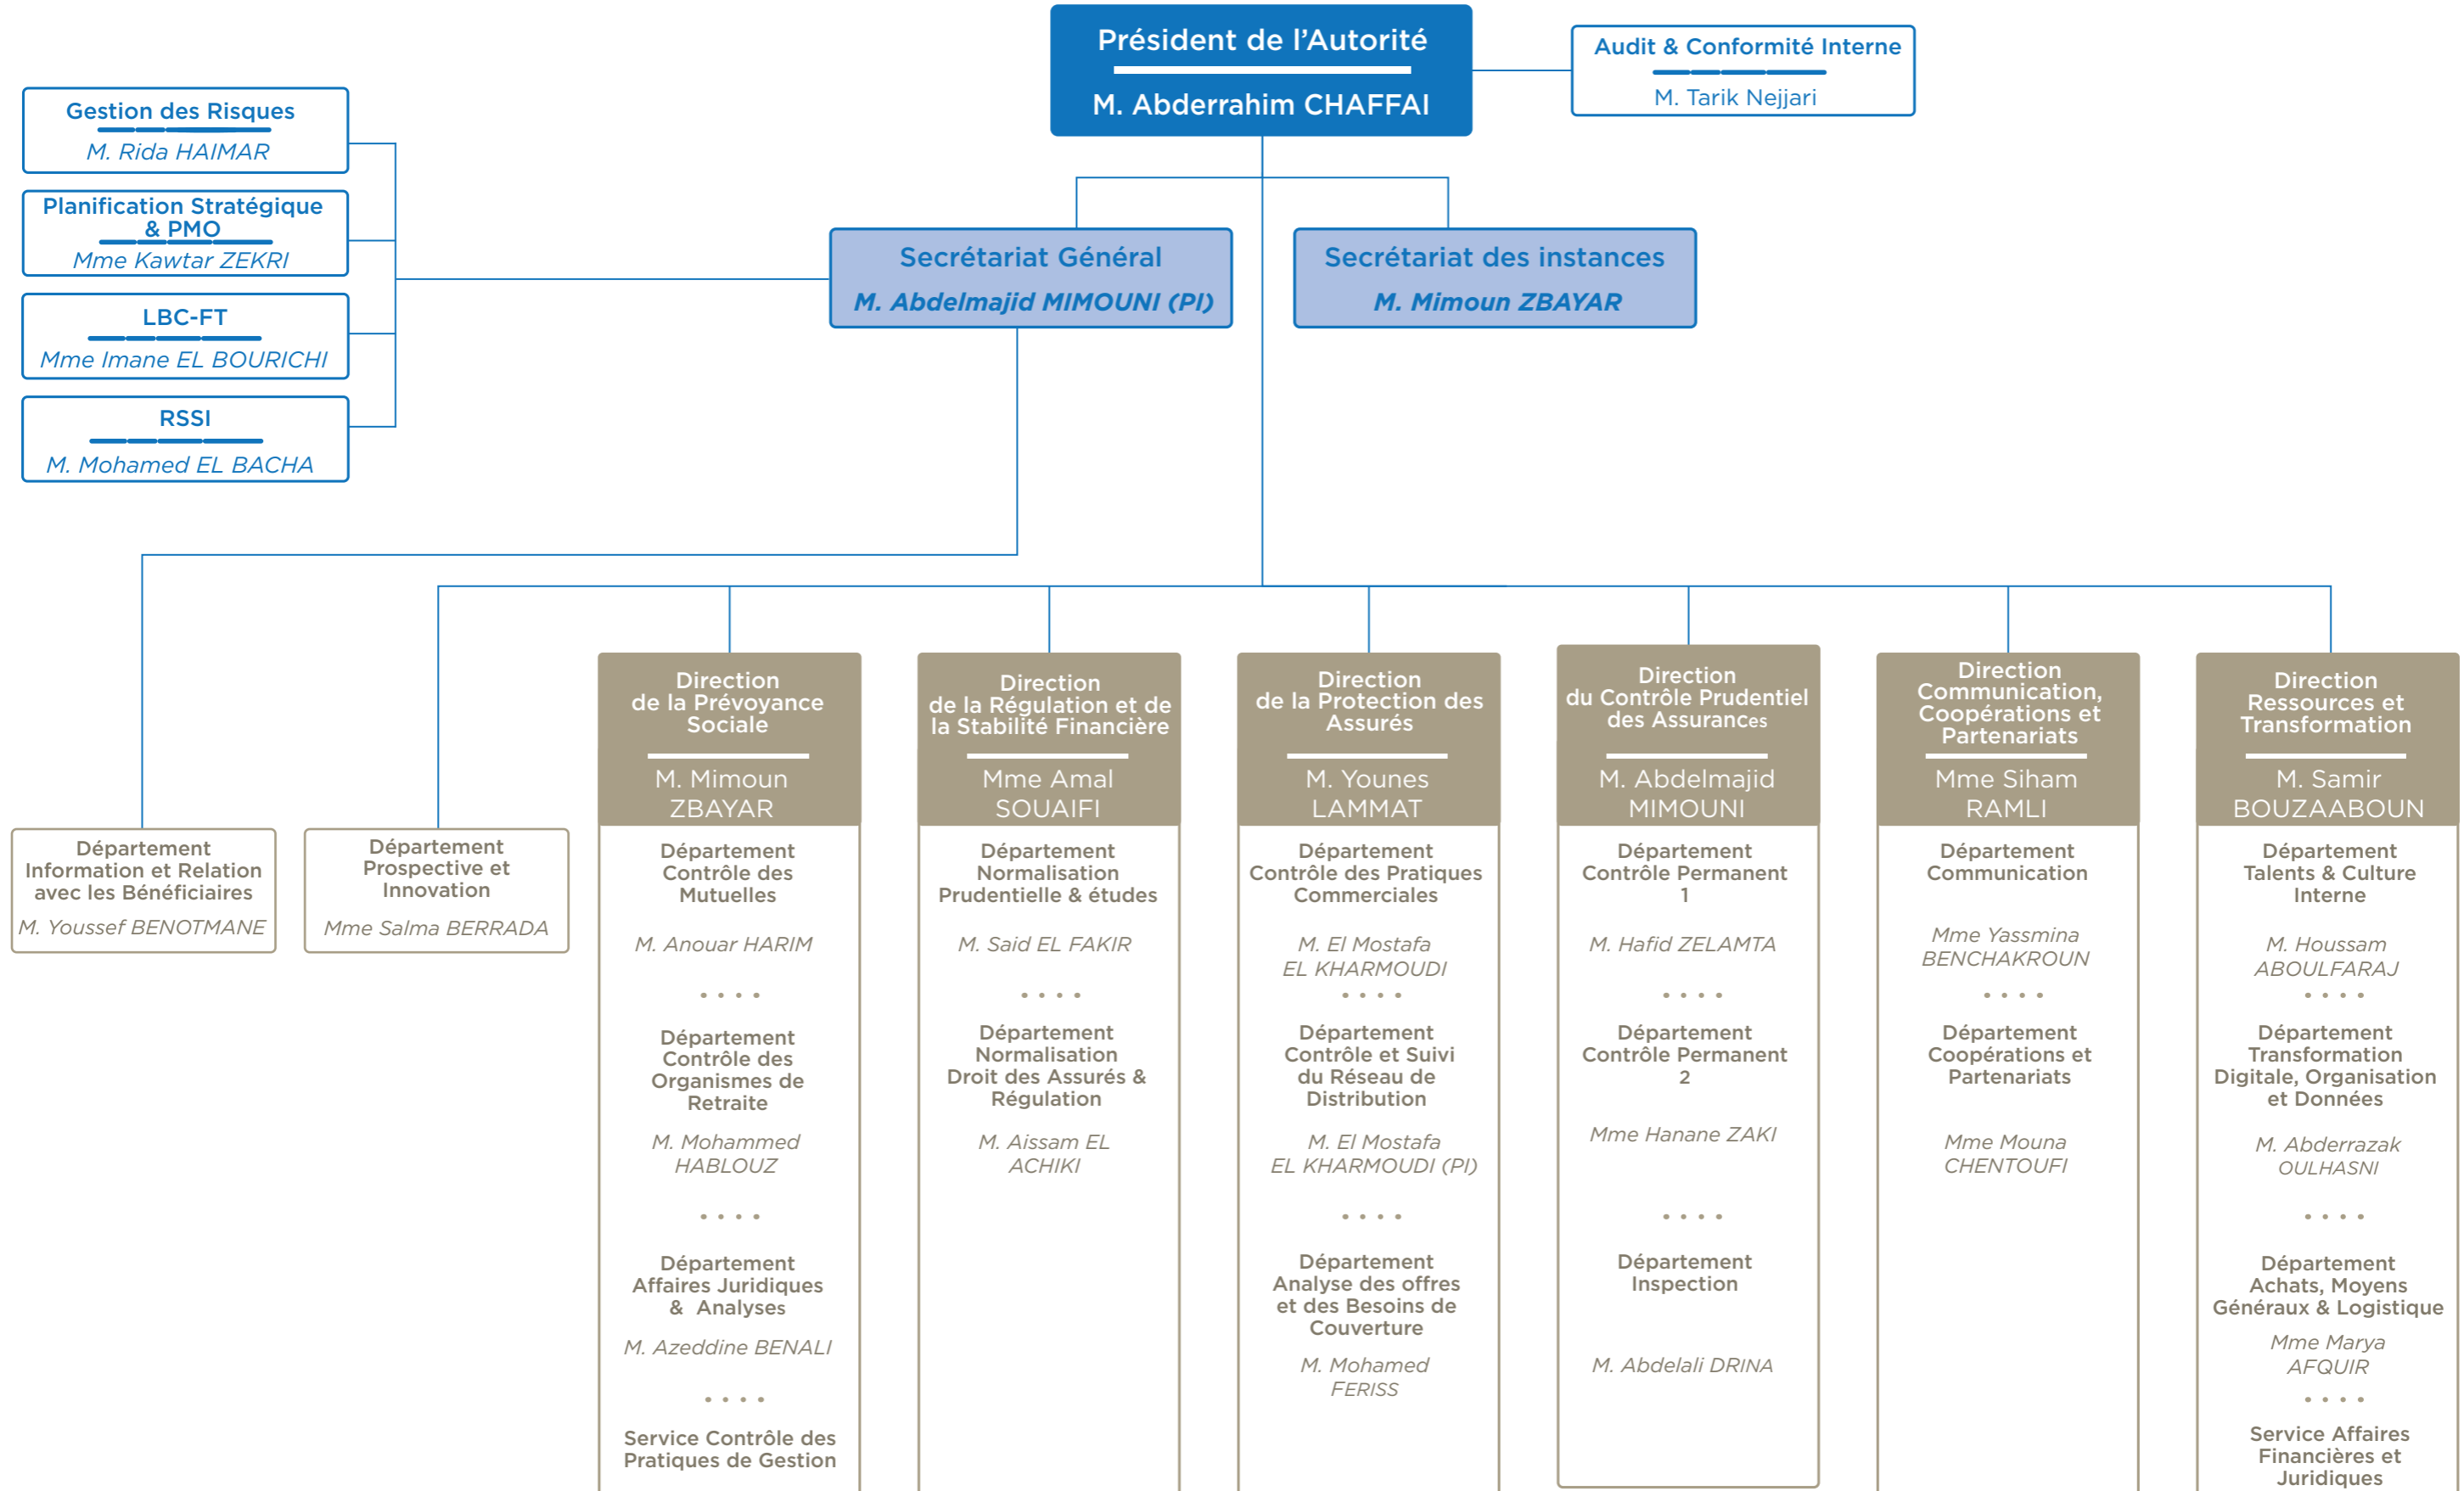 Président de l'Autorité
M. Abderrahim CHAFFAI
Audit & Conformité Interne
M. Tarik Nejjari
Gestion des Risques
M. Rida HAIMAR
Planification Stratégique
& PMO
Mme Kawtar ZEKRI
LBC-FT
Mme Imane EL BOURICHI
RSSI
M. Mohamed EL BACHA
Secrétariat Général
M. Abdelmajid MIMOUNI (PI)
Secrétariat des instances
M. Mimoun ZBAYAR
Département
Information et Relation
avec les Bénéficiaires
M. Youssef BENOTMANE
Département
Prospective et
Innovation
Mme Salma BERRADA
Direction
de la Prévoyance
Sociale
M. Mimoun
ZBAYAR
Département
Contrôle des
Mutuelles
M. Anouar HARIM
Département
Contrôle des
Organismes de
Retraite
M. Mohammed
HABLOUZ
Département
Affaires Juridiques
& Analyses
M. Azeddine BENALI
Service Contrôle des
Pratiques de Gestion
Direction
de la Régulation et de
la Stabilité Financière
Mme Amal
SOUAIFI
Département
Normalisation
Prudentielle & études
M. Said EL FAKIR
Département
Normalisation
Droit des Assurés &
Régulation
M. Aissam EL
ACHIKI
Direction
de la Protection des
Assurés
M. Younes
LAMMAT
Département
Contrôle des Pratiques
Commerciales
M. El Mostafa
EL KHARMOUDI
Département
Contrôle et Suivi
du Réseau de
Distribution
M. El Mostafa
EL KHARMOUDI (PI)
Département
Analyse des offres
et des Besoins de
Couverture
M. Mohamed
FERISS
Direction
du Contrôle Prudentiel
des Assurances
M. Abdelmajid
MIMOUNI
Département
Contrôle Permanent
1
M. Hafid ZELAMTA
Département
Contrôle Permanent
2
Mme Hanane ZAKI
Département
Inspection
M. Abdelali DRINA
Direction
Communication,
Coopérations et
Partenariats
Mme Siham
RAMLI
Département
Communication
Mme Yassmina
BENCHAKROUN
Département
Coopérations et
Partenariats
Mme Mouna
CHENTOUFI
Direction
Ressources et
Transformation
M. Samir
BOUZAABOUN
Département
Talents & Culture
Interne
M. Houssam
ABOULFARAJ
Département
Transformation
Digitale, Organisation
et Données
M. Abderrazak
OULHASNI
Département
Achats, Moyens
Généraux & Logistique
Mme Marya
AFQUIR
Service Affaires
Financières et
Juridiques